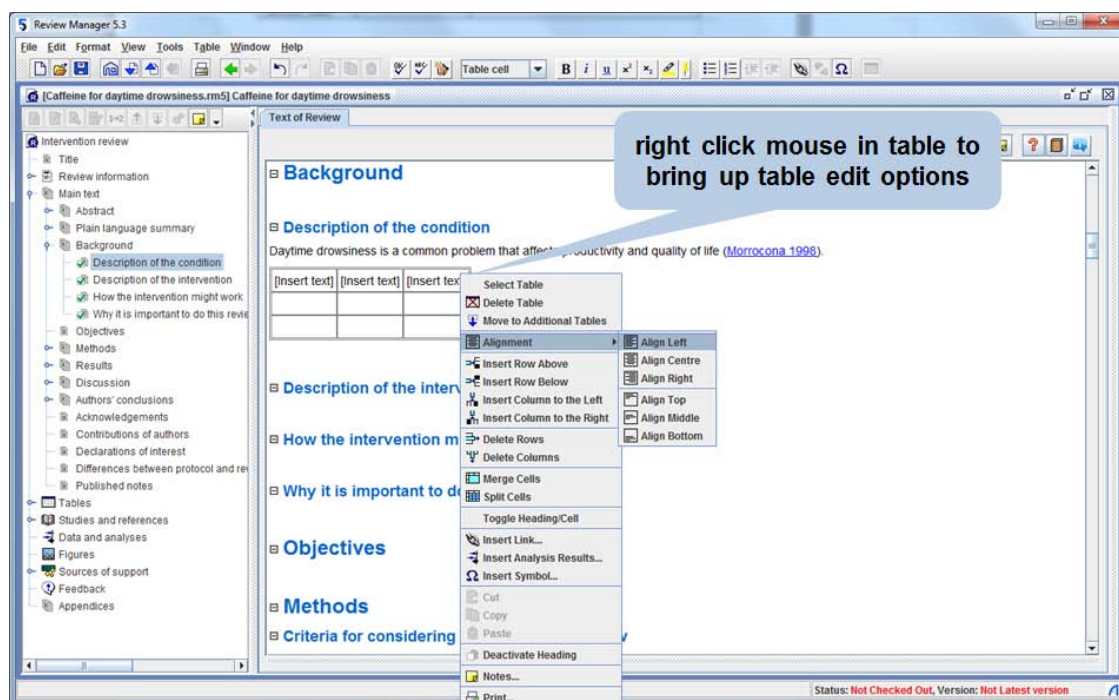 Review Manager 5.3
File Edit Format View Tools Table Window Help
Table cell
B i u x² x₂
[Caffeine for daytime drowsiness.rm5] Caffeine for daytime drowsiness
Intervention review
Title
Review information
Main text
Abstract
Plain language summary
Background
Description of the condition
Description of the intervention
How the intervention might work
Why it is important to do this revie
Objectives
Methods
Results
Discussion
Authors' conclusions
Acknowledgements
Contributions of authors
Declarations of interest
Differences between protocol and rev
Published notes
Tables
Studies and references
Data and analyses
Figures
Sources of support
Feedback
Appendices
Text of Review
right click mouse in table to
bring up table edit options
Background
Description of the condition
Daytime drowsiness is a common problem that affects productivity and quality of life (Morrocona 1998).
[Insert text] [Insert text] [Insert tex
Description of the interv
How the intervention m
Why it is important to do
Objectives
Methods
Criteria for considering
Select Table
Delete Table
Move to Additional Tables
Alignment
Insert Row Above
Insert Row Below
Insert Column to the Left
Insert Column to the Right
Delete Rows
Delete Columns
Merge Cells
Split Cells
Toggle Heading/Cell
Insert Link...
Insert Analysis Results...
Insert Symbol...
Cut
Copy
Paste
Deactivate Heading
Notes...
Print...
Align Left
Align Centre
Align Right
Align Top
Align Middle
Align Bottom
Status: Not Checked Out, Version: Not Latest version